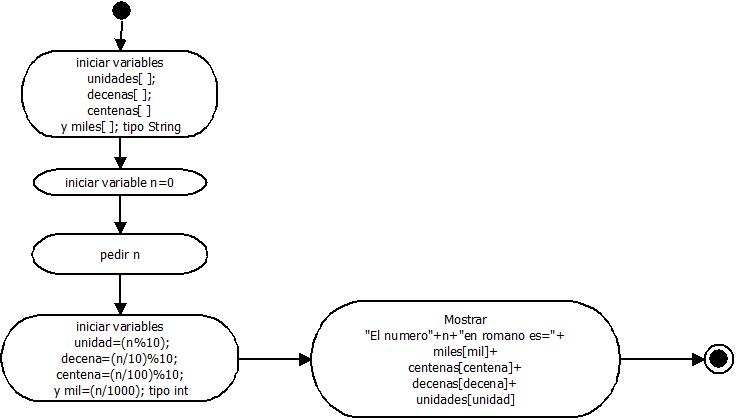 iniciar variables
unidades[ ];
decenas[ ];
centenas[ ]
y miles[ ]; tipo String
iniciar variable n=0
pedir n
iniciar variables
unidad=(n%10);
decena=(n/10)%10;
centena=(n/100)%10;
y mil=(n/1000); tipo int
Mostrar
"El numero"+n+"en romano es="+
miles[mil]+
centenas[centena]+
decenas[decena]+
unidades[unidad]